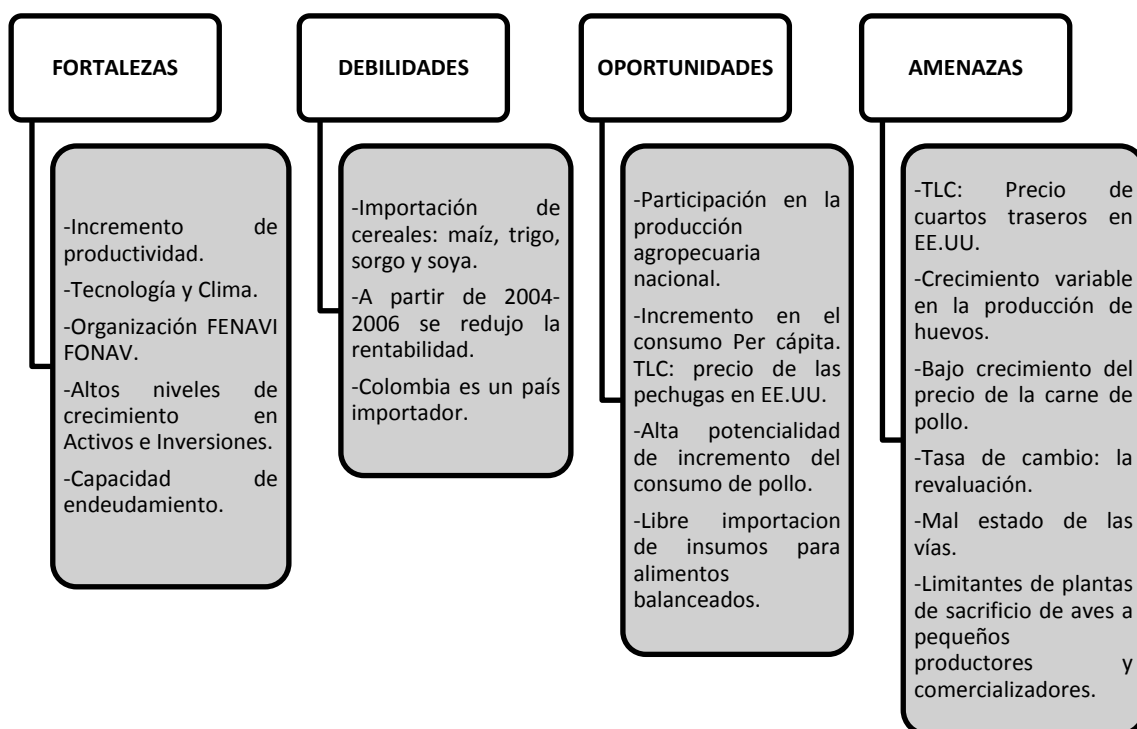 FORTALEZAS
-Incremento de
productividad.
-Tecnología y Clima.
-Organización FENAVI
FONAV.
-Altos niveles de
crecimiento en
Activos e Inversiones.
-Capacidad de
endeudamiento.
DEBILIDADES
-Importación de
cereales: maíz, trigo,
sorgo y soya.
-A partir de 2004-
2006 se redujo la
rentabilidad.
-Colombia es un país
importador.
OPORTUNIDADES
-Participación en la
producción
agropecuaria
nacional.
-Incremento en el
consumo Per cápita.
TLC: precio de las
pechugas en EE.UU.
-Alta potencialidad
de incremento del
consumo de pollo.
-Libre importacion
de insumos para
alimentos
balanceados.
AMENAZAS
-TLC: Precio de
cuartos traseros en
EE.UU.
-Crecimiento variable
en la producción de
huevos.
-Bajo crecimiento del
precio de la carne de
pollo.
-Tasa de cambio: la
revaluación.
-Mal estado de las
vías.
-Limitantes de plantas
de sacrificio de aves a
pequeños
productores y
comercializadores.